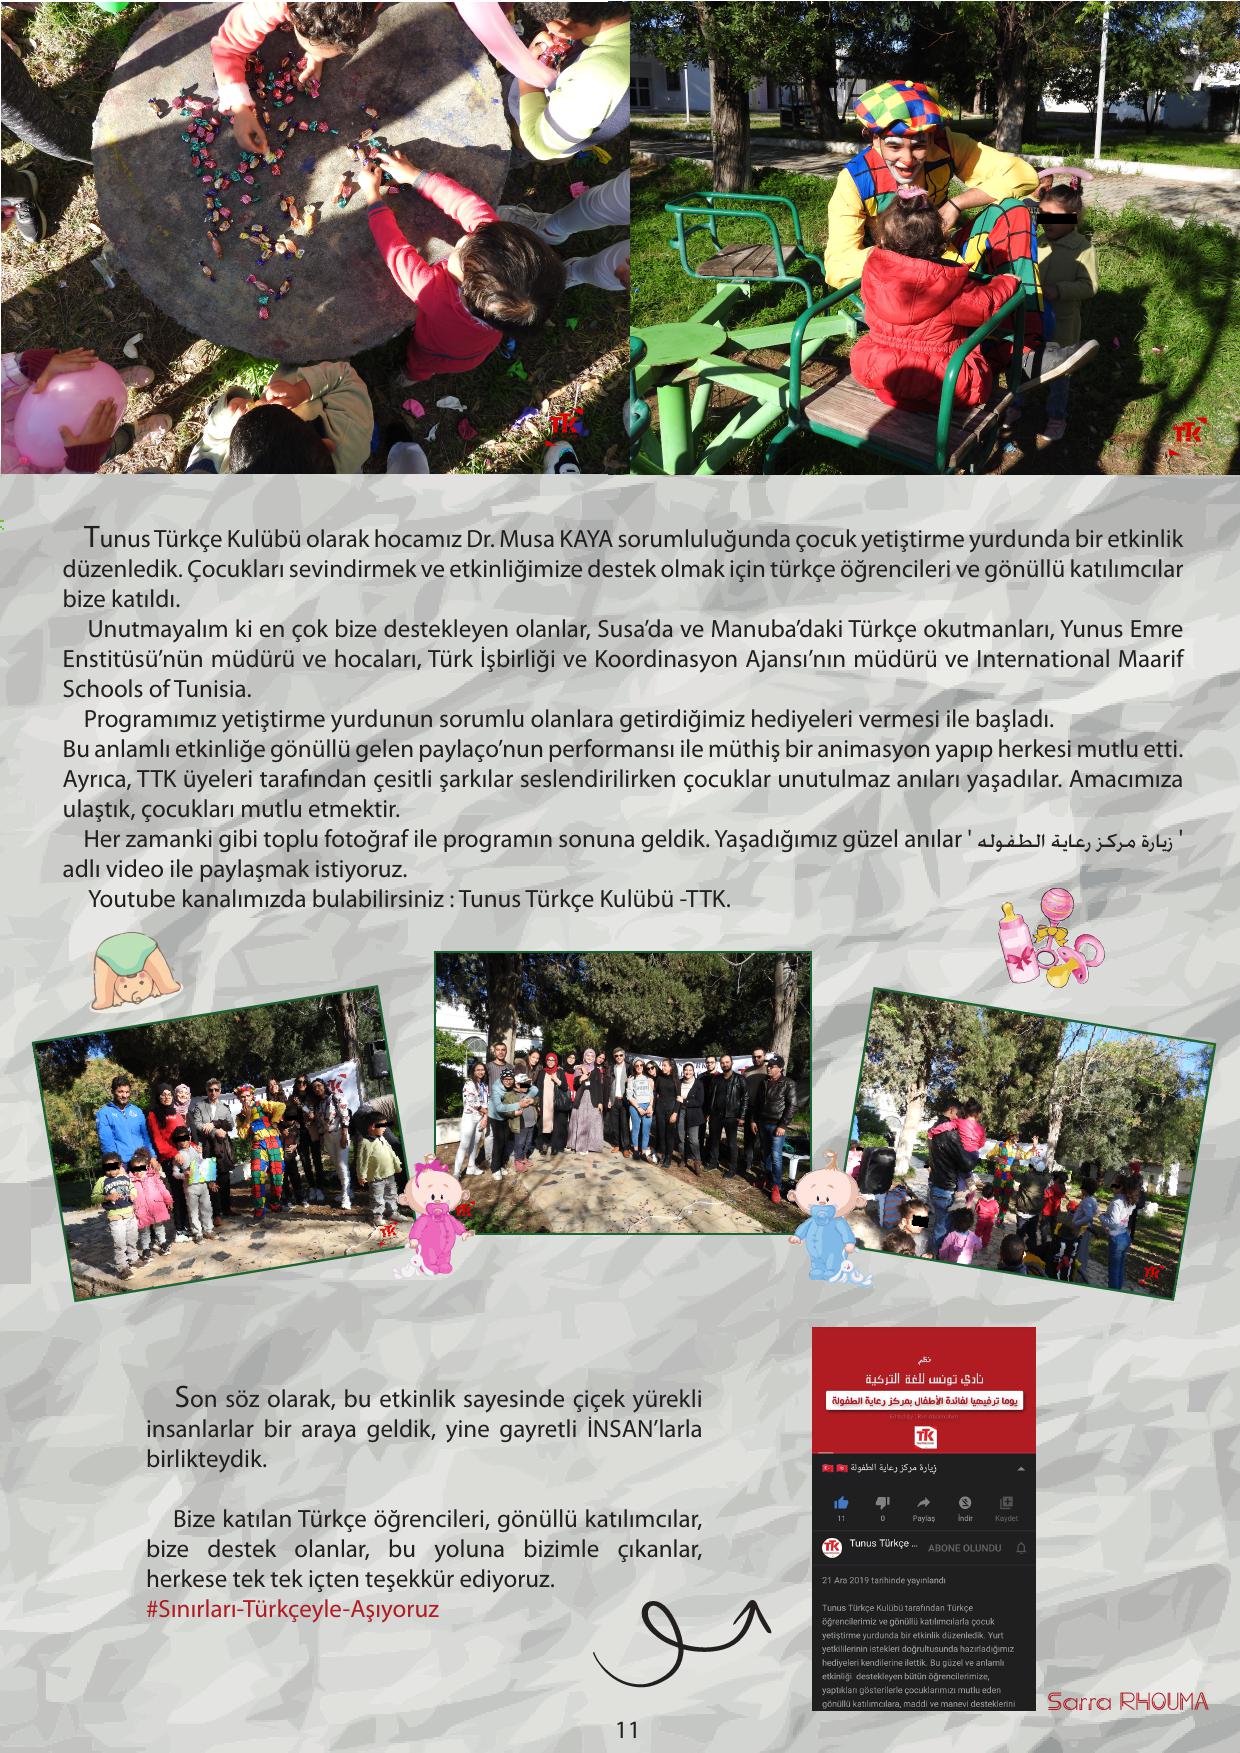 Tunus Türkçe Kulübü olarak hocamız Dr. Musa KAYA sorumluluğunda çocuk yetiştirme yurdunda bir etkinlik
düzenledik. Çocukları sevindirmek ve etkinliğimize destek olmak için türkçe öğrencileri ve gönüllü katılımcılar
bize katıldı.
Unutmayalım ki en çok bize destekleyen olanlar, Susa’da ve Manuba’daki Türkçe okutmanları, Yunus Emre
Enstitüsü’nün müdürü ve hocaları, Türk İşbirliği ve Koordinasyon Ajansı’nın müdürü ve International Maarif
Schools of Tunisia.
Programımız yetiştirme yurdunun sorumlu olanlara getirdiğimiz hediyeleri vermesi ile başladı.
Bu anlamlı etkinliğe gönüllü gelen paylaço’nun performansı ile müthiş bir animasyon yapıp herkesi mutlu etti.
Ayrıca, TTK üyeleri tarafından çesitli şarkılar seslendirilirken çocuklar unutulmaz anıları yaşadılar. Amacımıza
ulaştık, çocukları mutlu etmektir.
Her zamanki gibi toplu fotoğraf ile programın sonuna geldik. Yaşadığımız güzel anılar ' زيارة مركز رعاية الطفوله '
adlı video ile paylaşmak istiyoruz.
Youtube kanalımızda bulabilirsiniz : Tunus Türkçe Kulübü -TTK.
Son söz olarak, bu etkinlik sayesinde çiçek yürekli
insanlarlar bir araya geldik, yine gayretli İNSAN’larla
birlikteydik.
Bize katılan Türkçe öğrencileri, gönüllü katılımcılar,
bize destek olanlar, bu yoluna bizimle çıkanlar,
herkese tek tek içten teşekkür ediyoruz.
#Sınırları-Türkçeyle-Aşıyoruz
نظم
نادي تونس للغة التركية
يوما ترفيهيا لفائدة الأطفال بمركز رعاية الطفولة
TTK
زيارة مركز رعاية الطفولة
11 0 Paylaş İndir Kaydet
Tunus Türkçe ... ABONE OLUNDU
21 Ara 2019 tarihinde yayınlandı
Tunus Türkçe Kulübü tarafından Türkçe
öğrencilerimiz ve gönüllü katılımcılarla çocuk
yetiştirme yurdunda bir etkinlik düzenledik. Yurt
yetkililerinin istekleri doğrultusunda hazırladığımız
hediyeleri kendilerine ilettik. Bu güzel ve anlamlı
etkinliği destekleyen bütün öğrencilerimize,
yaptıkları gösterilerle çocuklarımızı mutlu eden
gönüllü katılımcılara, maddi ve manevi desteklerini
Sarra RHOUMA
11